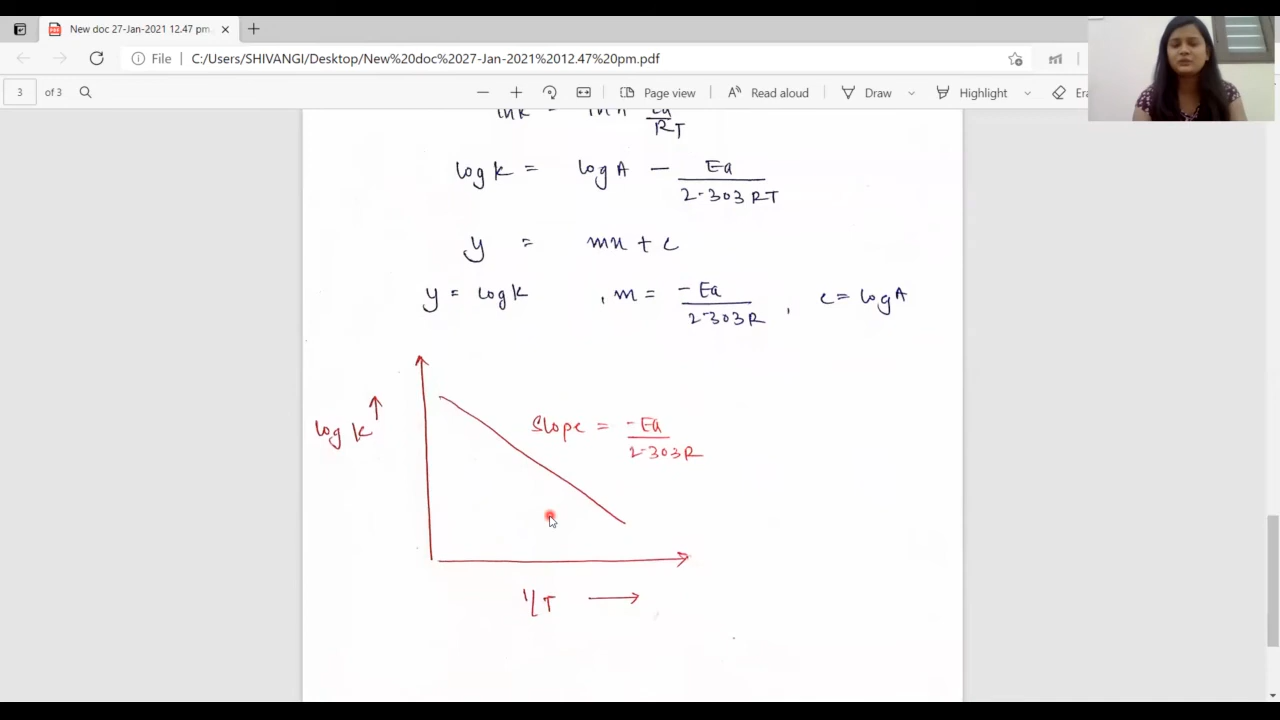 New doc 27-Jan-2021 12.47 pm.
File C:/Users/SHIVANGI/Desktop/New%20doc%2027-Jan-2021%2012.47%20pm.pdf
3 of 3 Page view Read aloud Draw Highlight Era
RT
log k = log A - Ea / 2.303 RT
y = mx + c
y = log k , m = -Ea / 2.303R , c = log A
log k ↑
Slope = -Ea / 2.303R
1/T →